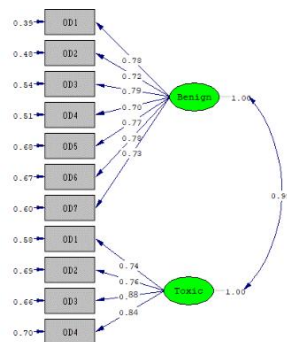 0.39 OD1
0.78
0.48 OD2
0.72
0.54 OD3
0.79
Benign 1.00
0.51 OD4
0.70
0.77
0.68 OD5
0.78
0.67 OD6
0.73
0.60 OD7
0.9
0.58 OD1
0.74
0.69 OD2
0.76
Toxic 1.00
0.66 OD3
0.88
0.84
0.70 OD4